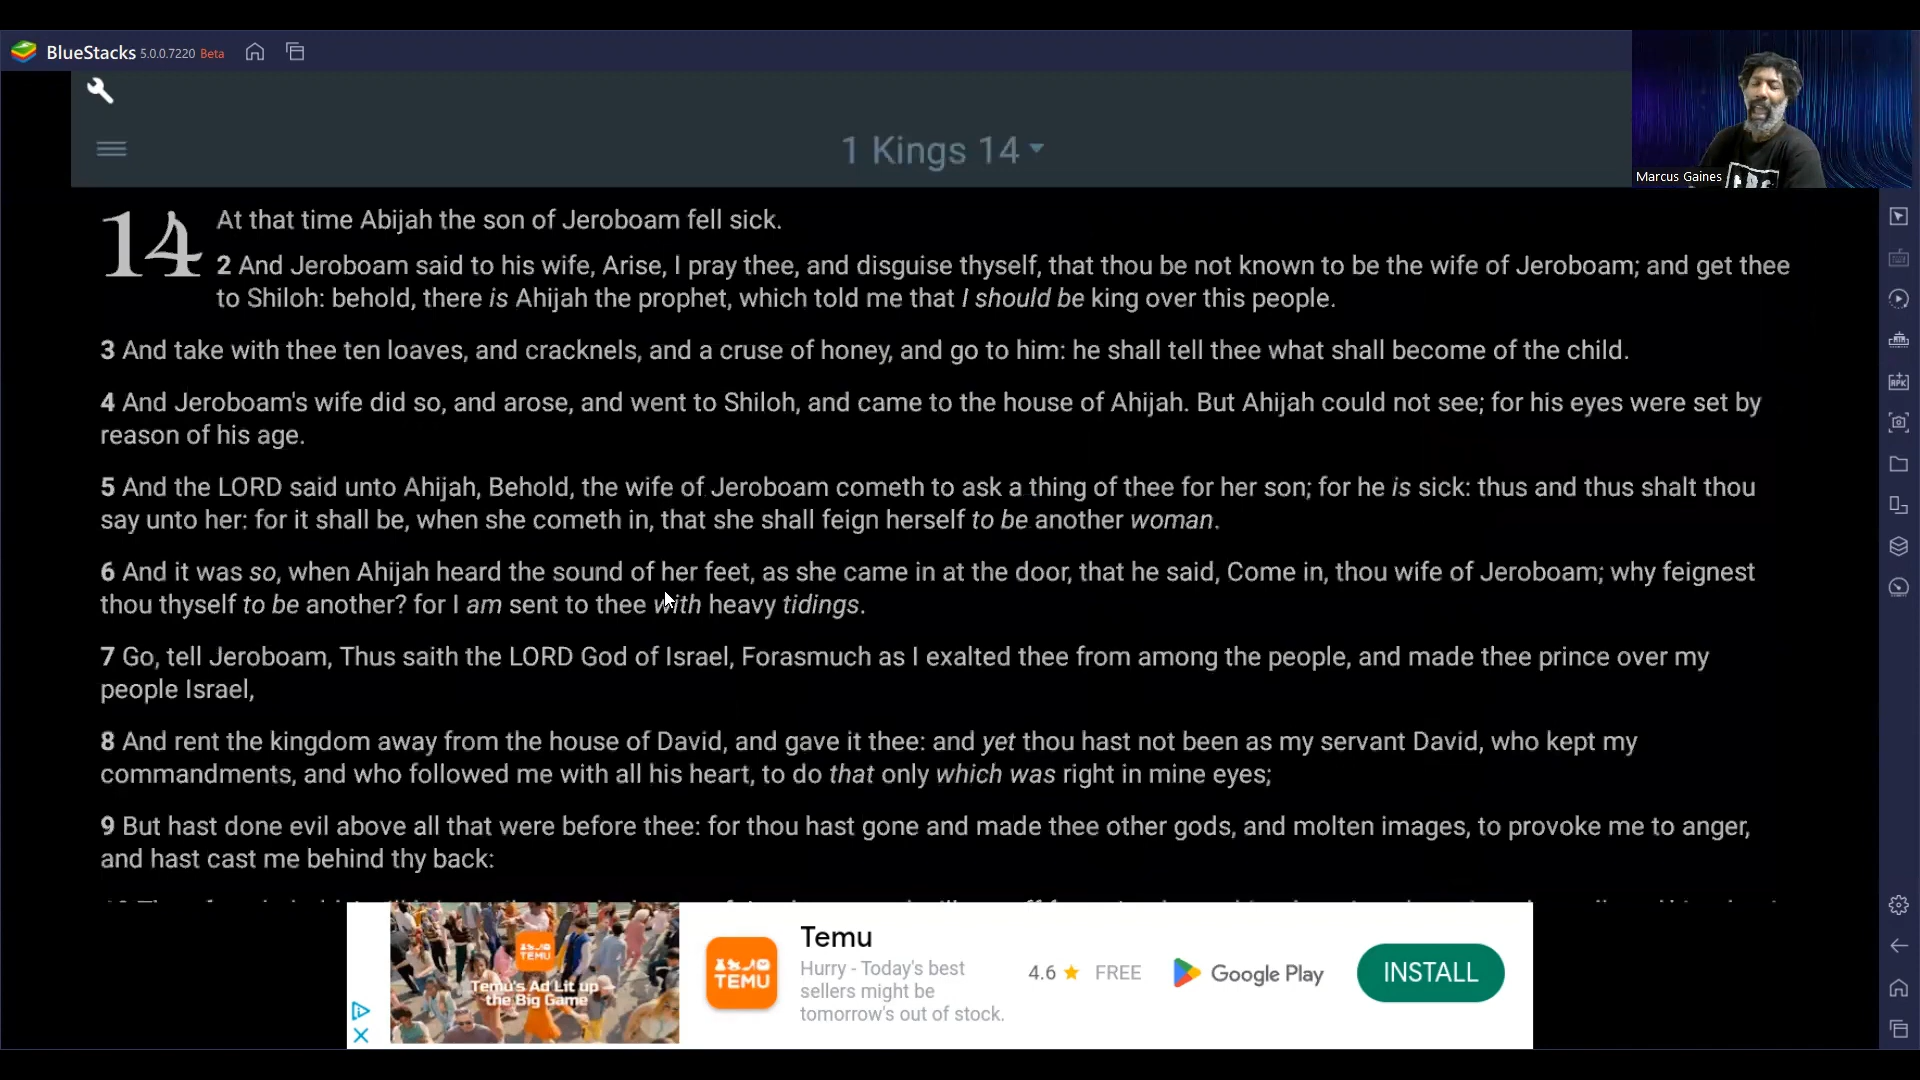 BlueStacks 5.0.0.7220 Beta
1 Kings 14
Marcus Gaines
14 At that time Abijah the son of Jeroboam fell sick.
2 And Jeroboam said to his wife, Arise, I pray thee, and disguise thyself, that thou be not known to be the wife of Jeroboam; and get thee
to Shiloh: behold, there is Ahijah the prophet, which told me that I should be king over this people.
3 And take with thee ten loaves, and cracknels, and a cruse of honey, and go to him: he shall tell thee what shall become of the child.
4 And Jeroboam's wife did so, and arose, and went to Shiloh, and came to the house of Ahijah. But Ahijah could not see; for his eyes were set by
reason of his age.
5 And the LORD said unto Ahijah, Behold, the wife of Jeroboam cometh to ask a thing of thee for her son; for he is sick: thus and thus shalt thou
say unto her: for it shall be, when she cometh in, that she shall feign herself to be another woman.
6 And it was so, when Ahijah heard the sound of her feet, as she came in at the door, that he said, Come in, thou wife of Jeroboam; why feignest
thou thyself to be another? for I am sent to thee with heavy tidings.
7 Go, tell Jeroboam, Thus saith the LORD God of Israel, Forasmuch as I exalted thee from among the people, and made thee prince over my
people Israel,
8 And rent the kingdom away from the house of David, and gave it thee: and yet thou hast not been as my servant David, who kept my
commandments, and who followed me with all his heart, to do that only which was right in mine eyes;
9 But hast done evil above all that were before thee: for thou hast gone and made thee other gods, and molten images, to provoke me to anger,
and hast cast me behind thy back:
TEMU
Temu's Ad Lit up
the Big Game
TEMU
Temu
Hurry - Today's best
sellers might be
tomorrow's out of stock.
4.6 ★ FREE
Google Play
INSTALL